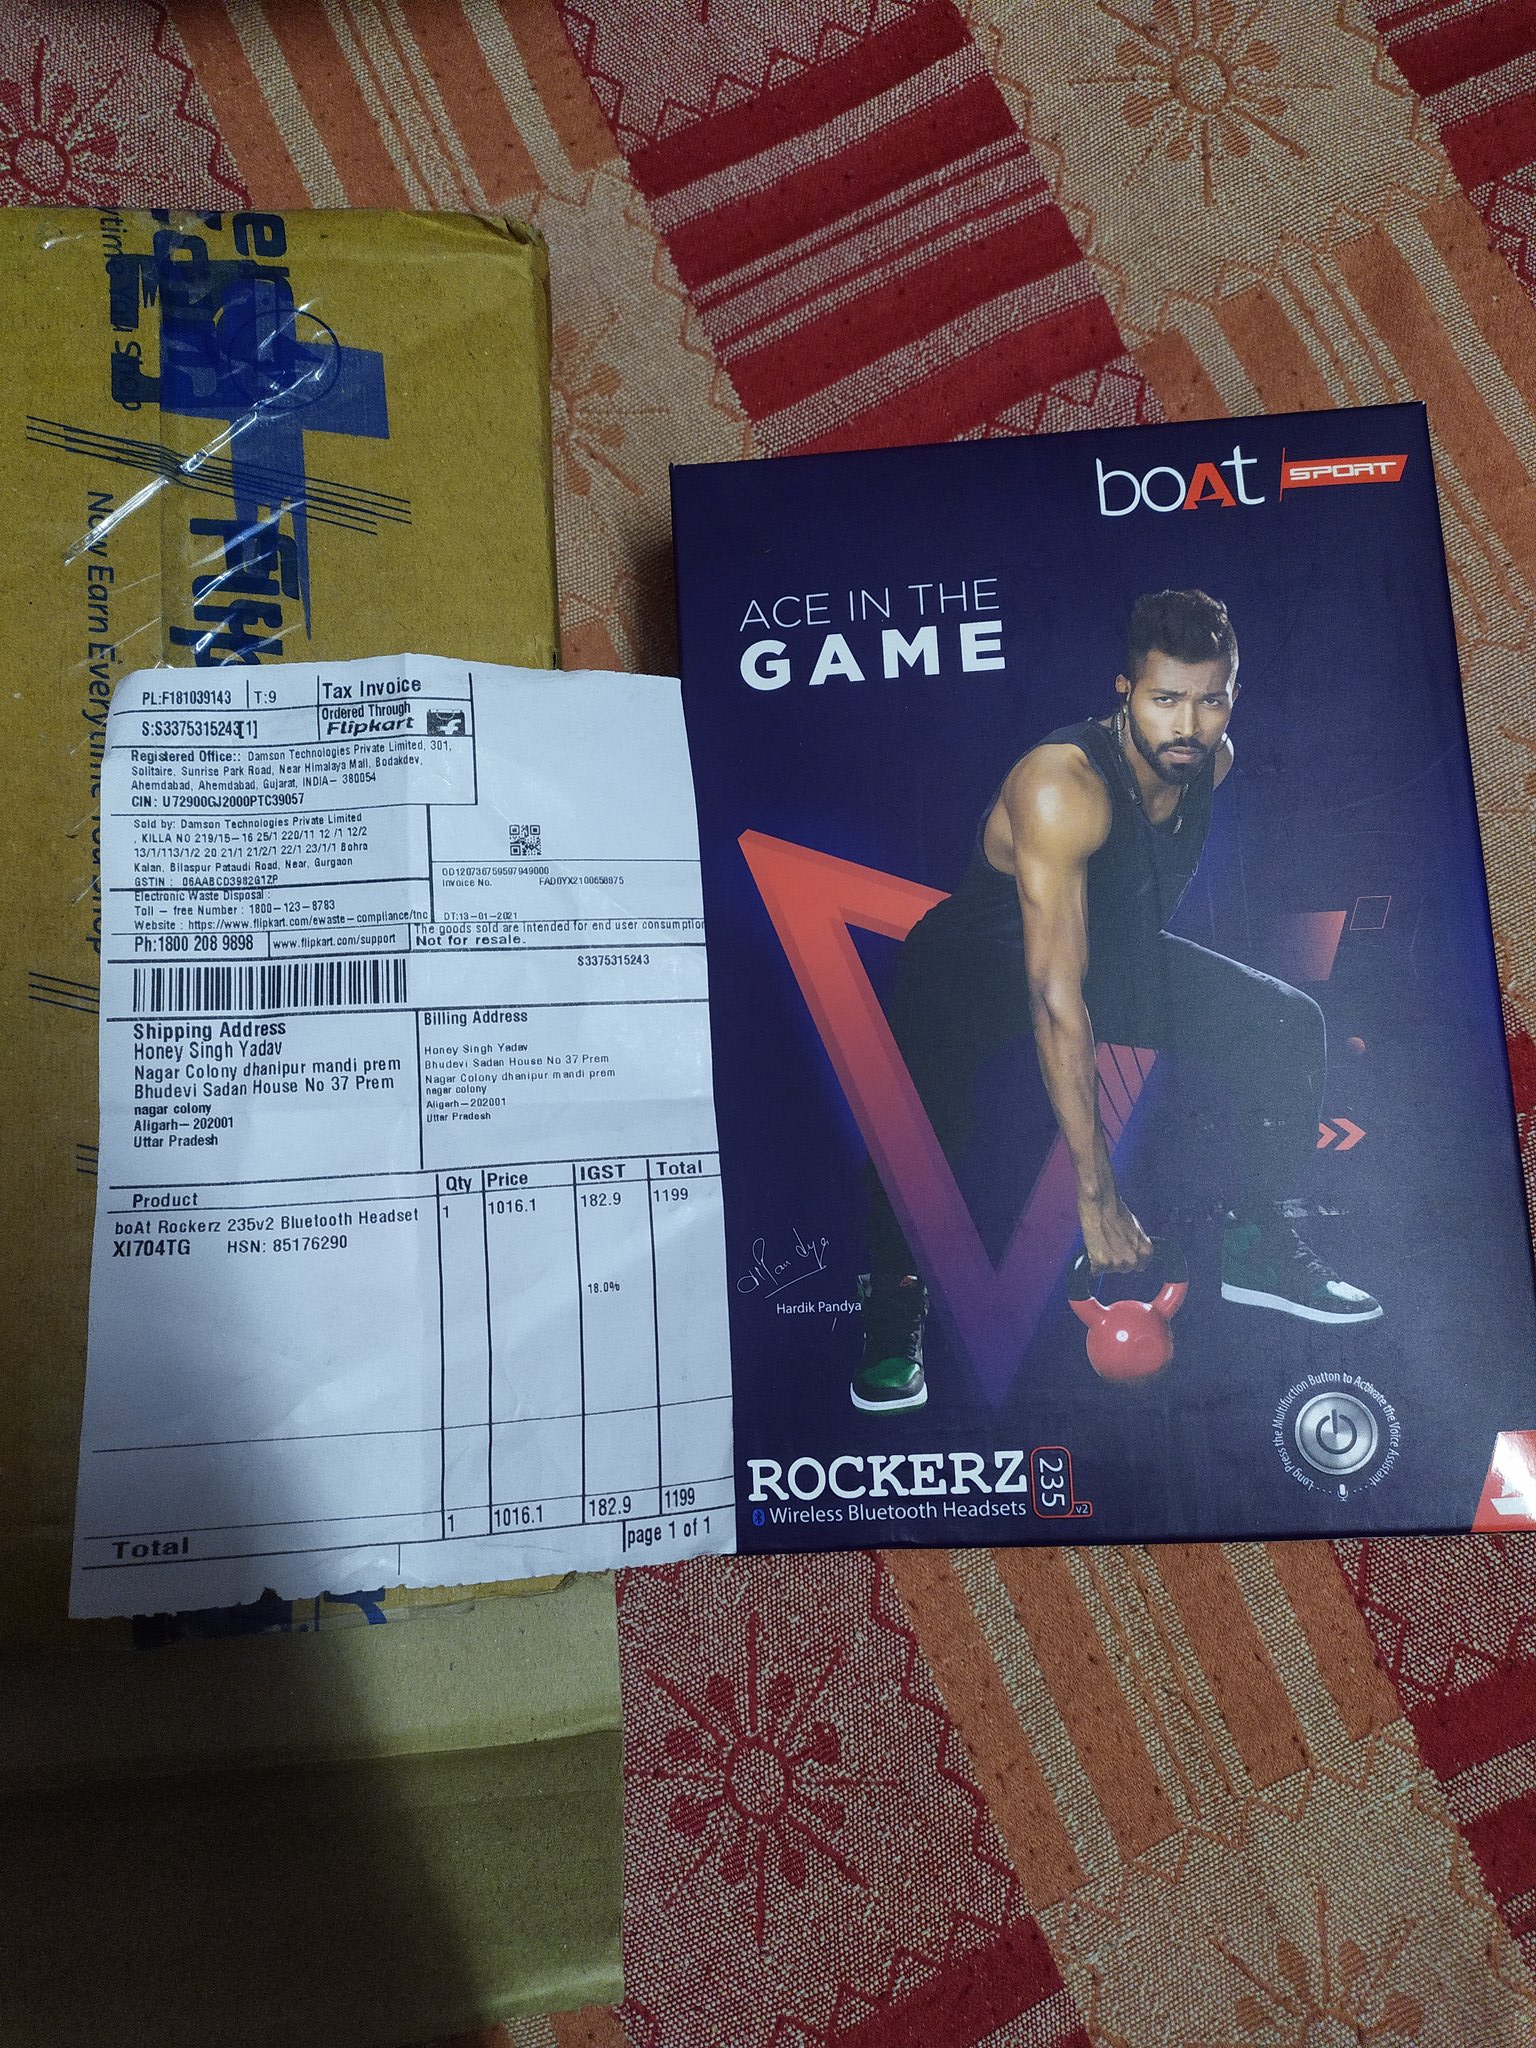 Now Earn Everytime You Shop
PL:F181039143 T:9 Tax Invoice
S:S3375315243[1] Ordered Through
Flipkart
Registered Office:: Damson Technologies Private Limited, 301,
Solitaire, Sunrise Park Road, Near Himalaya Mall, Bodakdev,
Ahemdabad, Ahemdabad, Gujarat, INDIA- 380054
CIN: U72900GJ2000PTC39057
Sold by: Damson Technologies Private Limited
, KILLA NO 219/15-16 25/1 220/11 12 /1 12/2
13/1/113/1/2 20 21/1 21/2/1 22/1 23/1/1 Bohra
Kalan, Bilaspur Pataudi Road, Near, Gurgaon
GSTIN : 06AABCD3982G1ZP
Electronic Waste Disposal :
Toll - free Number : 1800-123-8783
Website : https://www.flipkart.com/ewaste-compliance/tnc
OD120736759597949000
Invoice No. FAD0YX2100658875
DT:13-01-2021
Ph:1800 208 9898 www.flipkart.com/support
The goods sold are intended for end user consumption
Not for resale.
S3375315243
Shipping Address
Honey Singh Yadav
Nagar Colony dhanipur mandi prem
Bhudevi Sadan House No 37 Prem
nagar colony
Aligarh-202001
Uttar Pradesh
Billing Address
Honey Singh Yadav
Bhudevi Sadan House No 37 Prem
Nagar Colony dhanipur mandi prem
nagar colony
Aligarh-202001
Uttar Pradesh
Product Qty Price IGST Total
boAt Rockerz 235v2 Bluetooth Headset 1 1016.1 182.9 1199
XI704TG HSN: 85176290
18.0%
Total 1 1016.1 182.9 1199
page 1 of 1
boAt SPORT
ACE IN THE
GAME
Hardik Pandya
Long Press the Multifuction Button to Activate the Voice Assistant
ROCKERZ 235 v2
Wireless Bluetooth Headsets